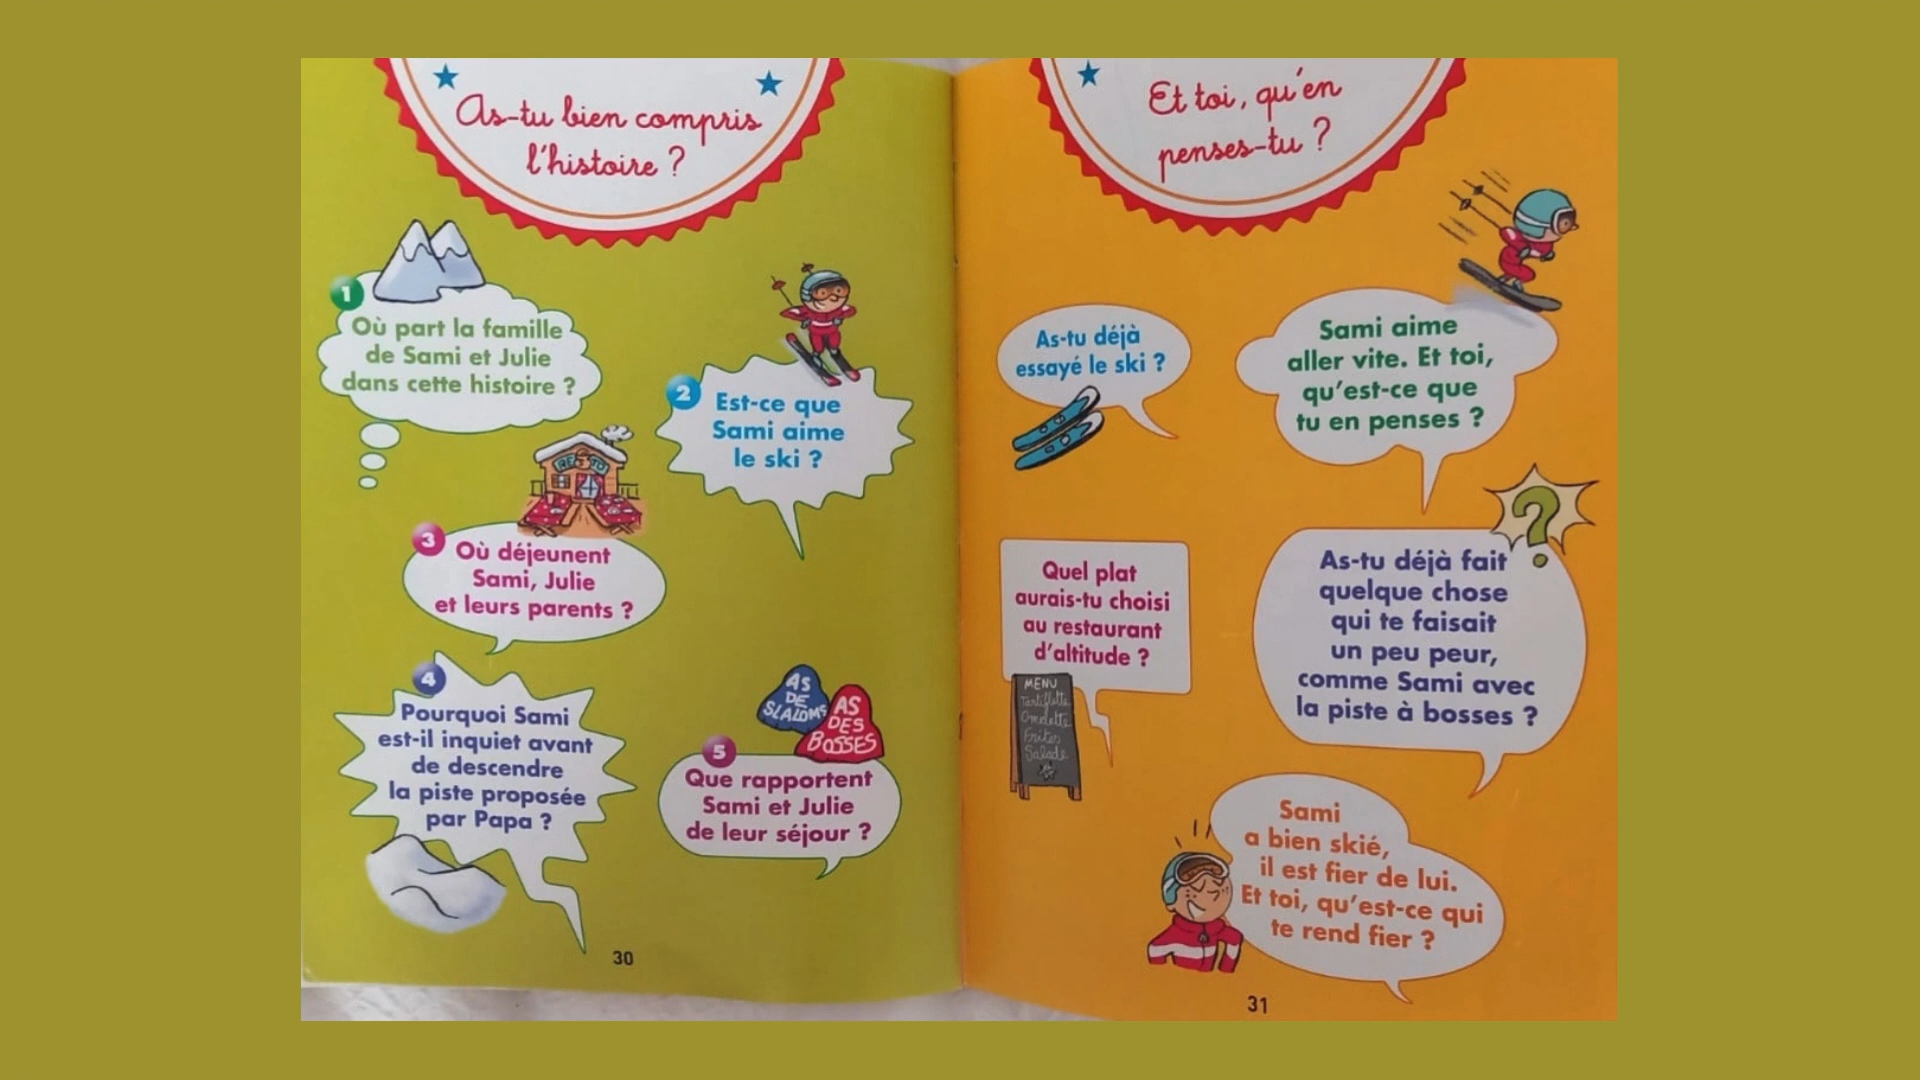 As-tu bien compris
l'histoire ?
1
Où part la famille
de Sami et Julie
dans cette histoire ?
2
Est-ce que
Sami aime
le ski ?
RESTO
3
Où déjeunent
Sami, Julie
et leurs parents ?
4
Pourquoi Sami
est-il inquiet avant
de descendre
la piste proposée
par Papa ?
AS
DE
SLALOMS
AS
DES
BOSSES
5
Que rapportent
Sami et Julie
de leur séjour ?
30
Et toi, qu'en
penses-tu ?
As-tu déjà
essayé le ski ?
Sami aime
aller vite. Et toi,
qu'est-ce que
tu en penses ?
Quel plat
aurais-tu choisi
au restaurant
d'altitude ?
MENU
Tartiflette
Omelette
Frites
Salade
?
As-tu déjà fait
quelque chose
qui te faisait
un peu peur,
comme Sami avec
la piste à bosses ?
Sami
a bien skié,
il est fier de lui.
Et toi, qu'est-ce qui
te rend fier ?
31